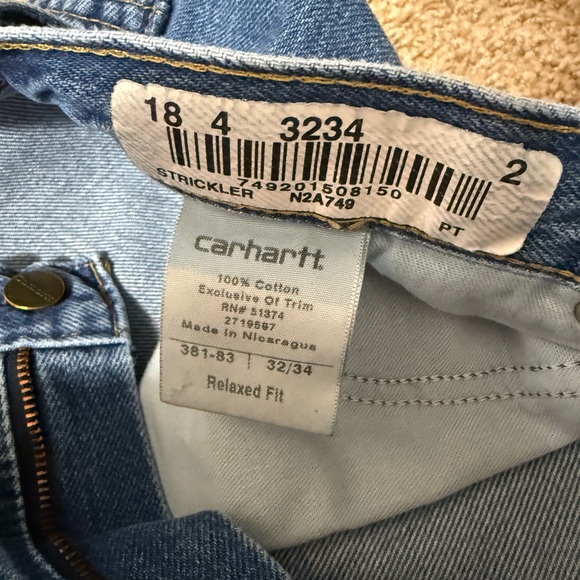 18 4 3234 2
749201508150
STRICKLER N2A749 PT
carhartt
100% Cotton
Exclusive Of Trim
RN# 51374
2719597
Made in Nicaragua
381-83 32/34
Relaxed Fit